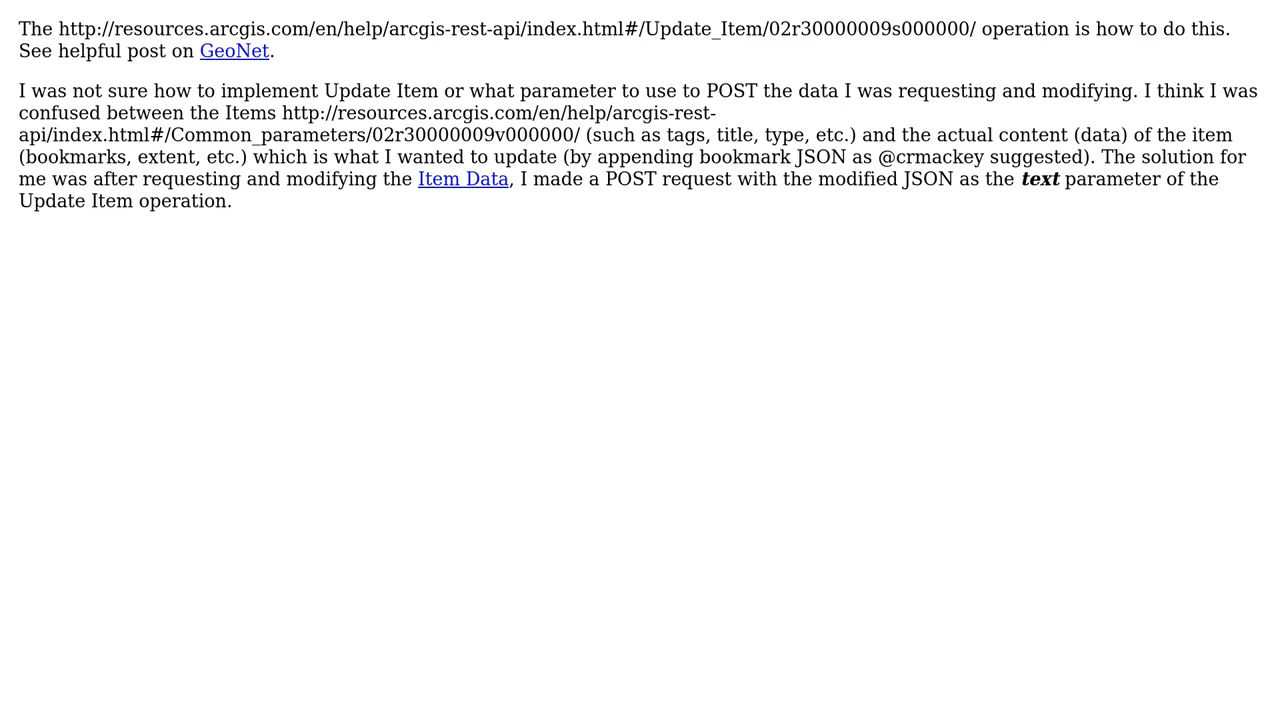 The http://resources.arcgis.com/en/help/arcgis-rest-api/index.html#/Update_Item/02r30000009s000000/ operation is how to do this.
See helpful post on GeoNet.
I was not sure how to implement Update Item or what parameter to use to POST the data I was requesting and modifying. I think I was
confused between the Items http://resources.arcgis.com/en/help/arcgis-rest-
api/index.html#/Common_parameters/02r30000009v000000/ (such as tags, title, type, etc.) and the actual content (data) of the item
(bookmarks, extent, etc.) which is what I wanted to update (by appending bookmark JSON as @crmackey suggested). The solution for
me was after requesting and modifying the Item Data, I made a POST request with the modified JSON as the text parameter of the
Update Item operation.